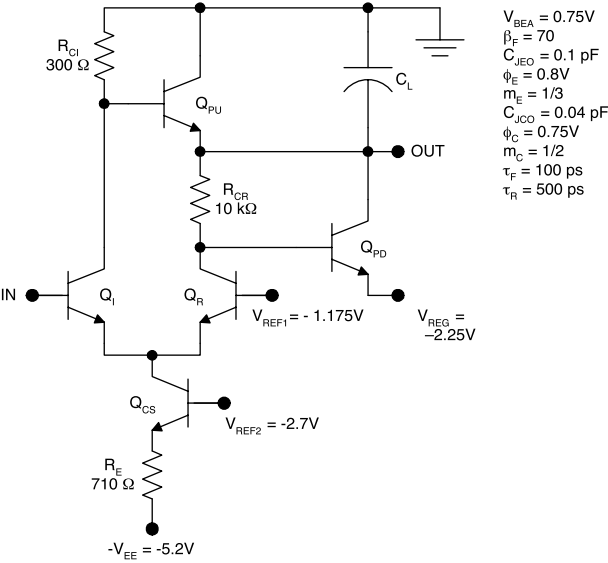 R_CI
300 Ω
Q_PU
C_L
OUT
R_CR
10 kΩ
Q_PD
IN
Q_I
Q_R
V_REF1 = - 1.175V
V_REG =
–2.25V
Q_CS
V_REF2 = -2.7V
R_E
710 Ω
-V_EE = -5.2V
V_BEA = 0.75V
β_F = 70
C_JEO = 0.1 pF
ϕ_E = 0.8V
m_E = 1/3
C_JCO = 0.04 pF
ϕ_C = 0.75V
m_C = 1/2
τ_F = 100 ps
τ_R = 500 ps